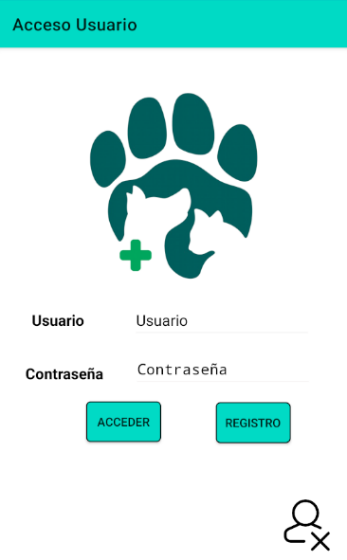 Acceso Usuario
Usuario Usuario
Contraseña Contraseña
ACCEDER REGISTRO